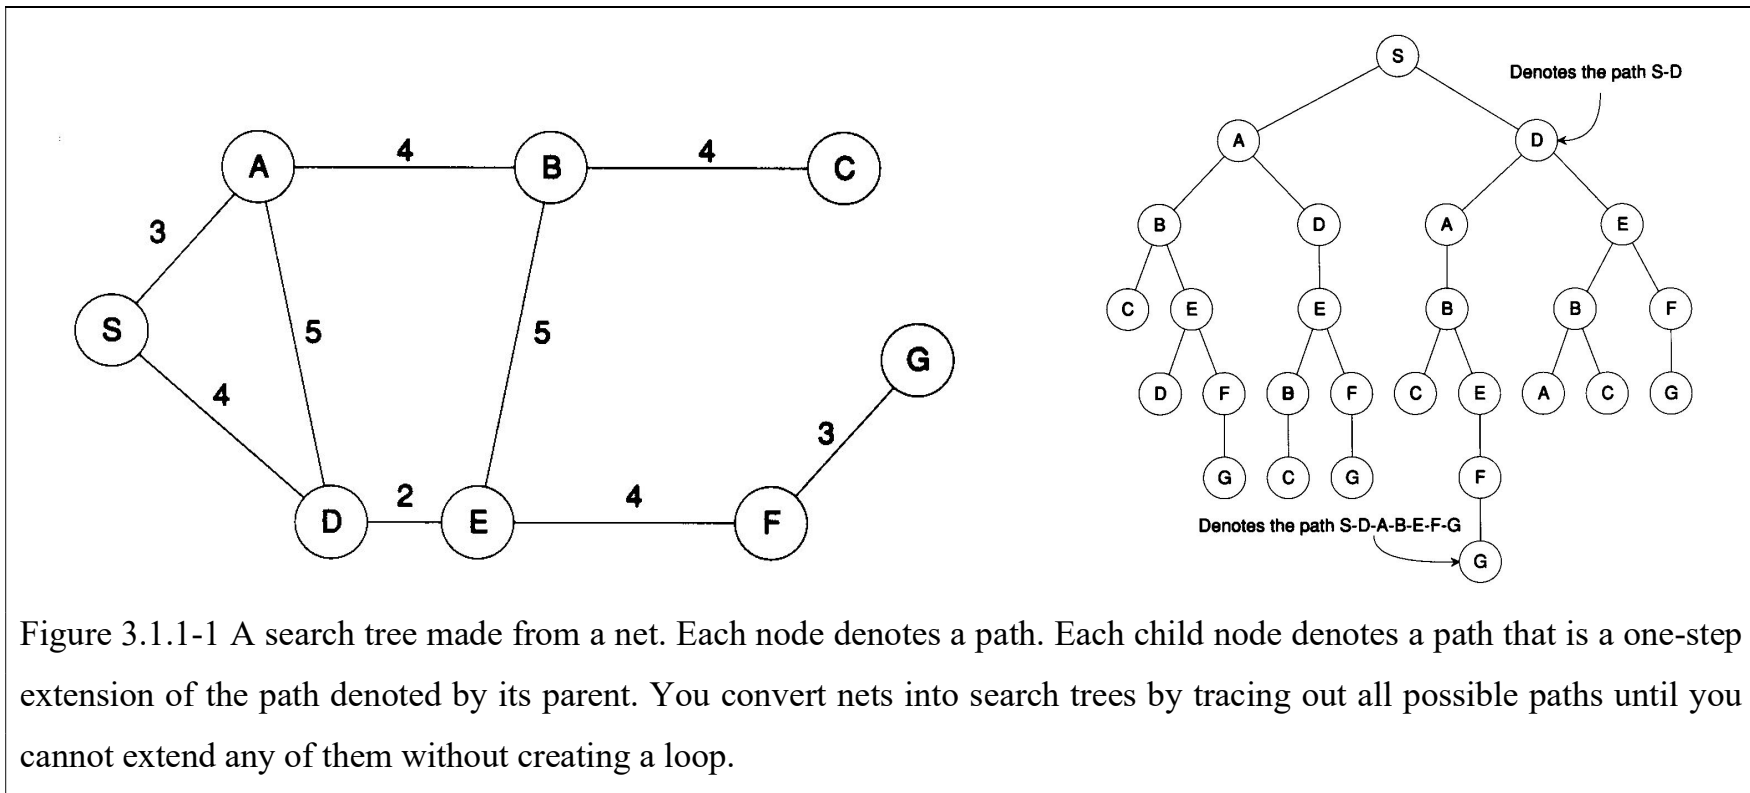 S
Denotes the path S-D
A D
4 4
A B C
B D A E
3
C E E B B F
S 5 5
G
4
D F B F C E A C G
3
2 4
G C G F
D E F
Denotes the path S-D-A-B-E-F-G
G
Figure 3.1.1-1 A search tree made from a net. Each node denotes a path. Each child node denotes a path that is a one-step
extension of the path denoted by its parent. You convert nets into search trees by tracing out all possible paths until you
cannot extend any of them without creating a loop.